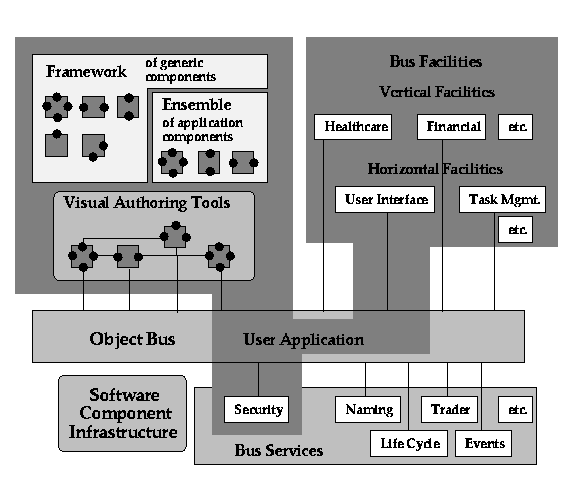 Framework
of generic
components
Ensemble
of application
components
Visual Authoring Tools
Bus Facilities
Vertical Facilities
Healthcare
Financial
etc.
Horizontal Facilities
User Interface
Task Mgmt.
etc.
Object Bus
User Application
Software
Component
Infrastructure
Security
Naming
Trader
etc.
Life Cycle
Events
Bus Services